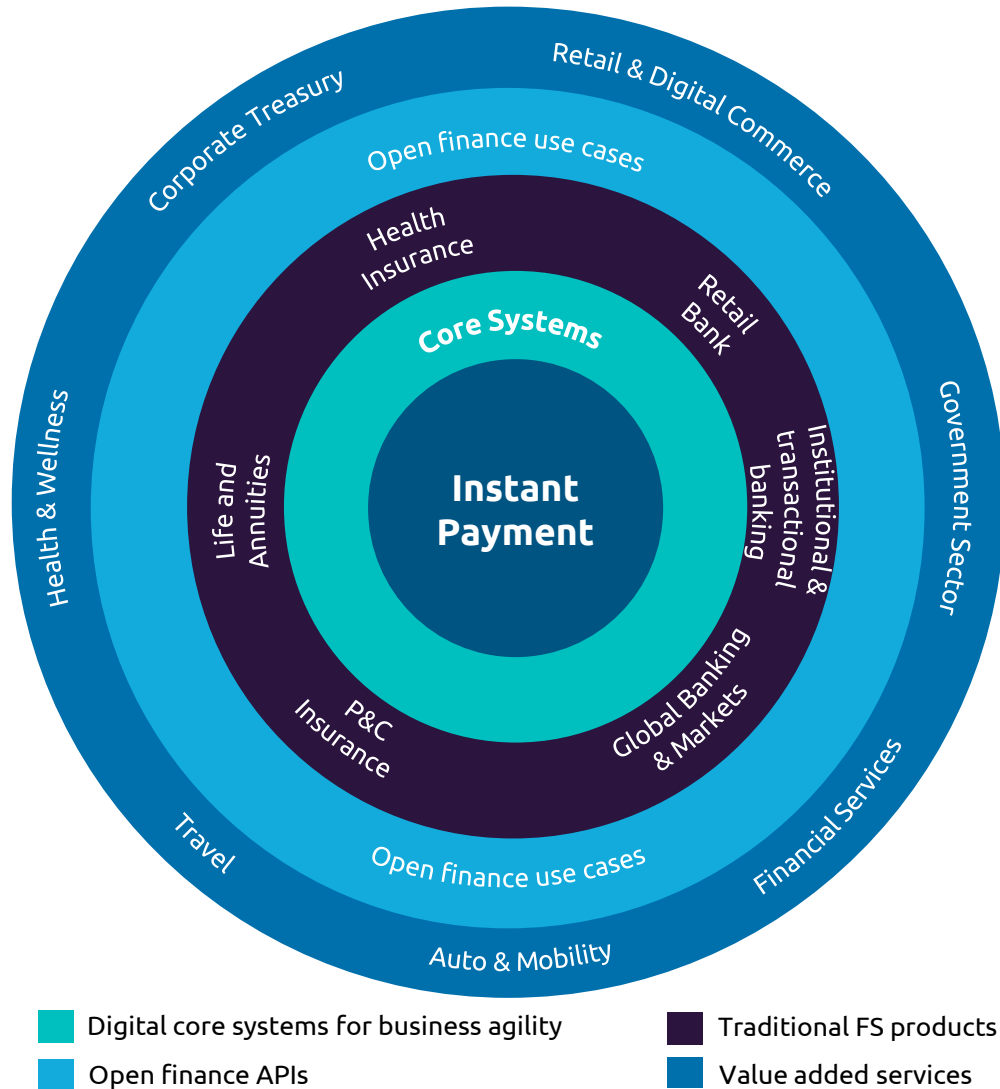 Corporate Treasury
Retail & Digital Commerce
Open finance use cases
Health
Insurance
Retail
Bank
Core Systems
Health & Wellness
Life and
Annuities
Instant
Payment
Institutional &
transactional
banking
Government Sector
P&C
Insurance
Global Banking
& Markets
Travel
Open finance use cases
Financial Services
Auto & Mobility
Digital core systems for business agility
Traditional FS products
Open finance APIs
Value added services